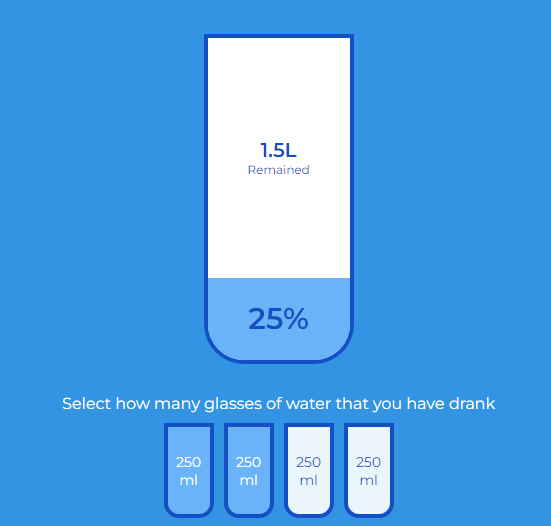 1.5L
Remained
25%
Select how many glasses of water that you have drank
250 250 250 250
ml ml ml ml